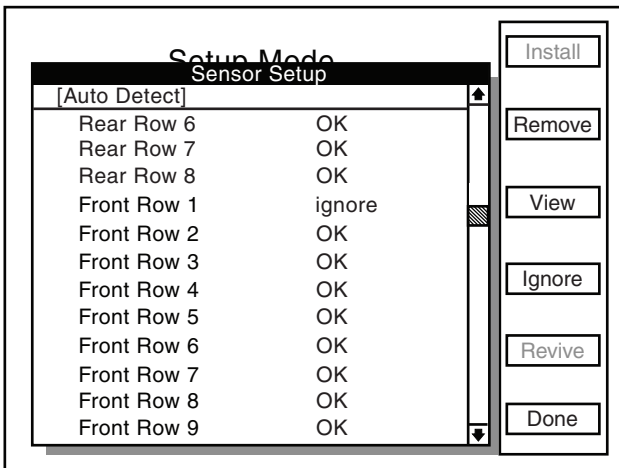 Setup Mode
Sensor Setup
[Auto Detect]
Rear Row 6 OK
Rear Row 7 OK
Rear Row 8 OK
Front Row 1 ignore
Front Row 2 OK
Front Row 3 OK
Front Row 4 OK
Front Row 5 OK
Front Row 6 OK
Front Row 7 OK
Front Row 8 OK
Front Row 9 OK
Install
Remove
View
Ignore
Revive
Done